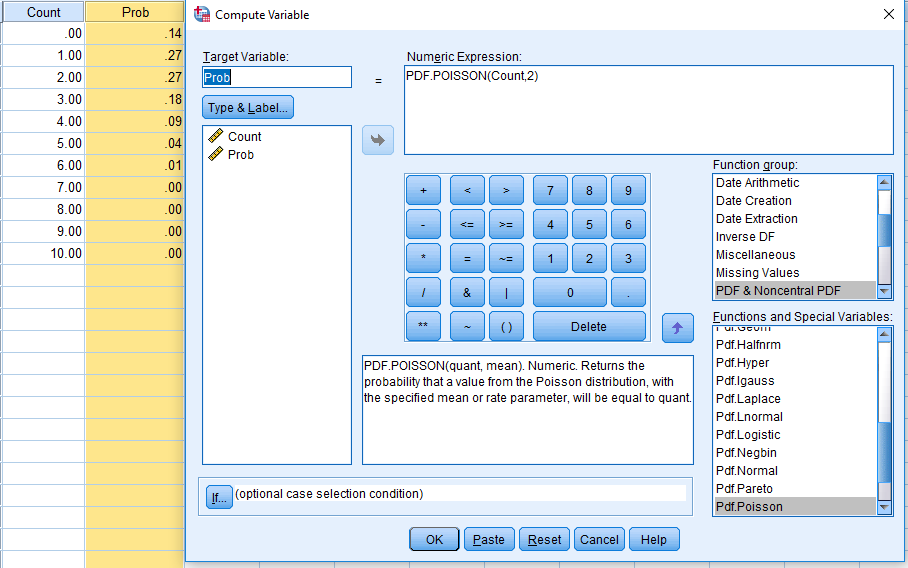 Count Prob
.00 .14
1.00 .27
2.00 .27
3.00 .18
4.00 .09
5.00 .04
6.00 .01
7.00 .00
8.00 .00
9.00 .00
10.00 .00
Compute Variable
Target Variable:
Prob
=
Type & Label...
Count
Prob
Numeric Expression:
PDF.POISSON(Count,2)
+ < > 7 8 9
- <= >= 4 5 6
* = ~= 1 2 3
/ & | 0 .
** ~ ( ) Delete
Function group:
Date Arithmetic
Date Creation
Date Extraction
Inverse DF
Miscellaneous
Missing Values
PDF & Noncentral PDF
Functions and Special Variables:
Pdf.Geom
Pdf.Halfnrm
Pdf.Hyper
Pdf.Igauss
Pdf.Laplace
Pdf.Lnormal
Pdf.Logistic
Pdf.Negbin
Pdf.Normal
Pdf.Pareto
Pdf.Poisson
PDF.POISSON(quant, mean). Numeric. Returns the
probability that a value from the Poisson distribution, with
the specified mean or rate parameter, will be equal to quant.
If... (optional case selection condition)
OK Paste Reset Cancel Help